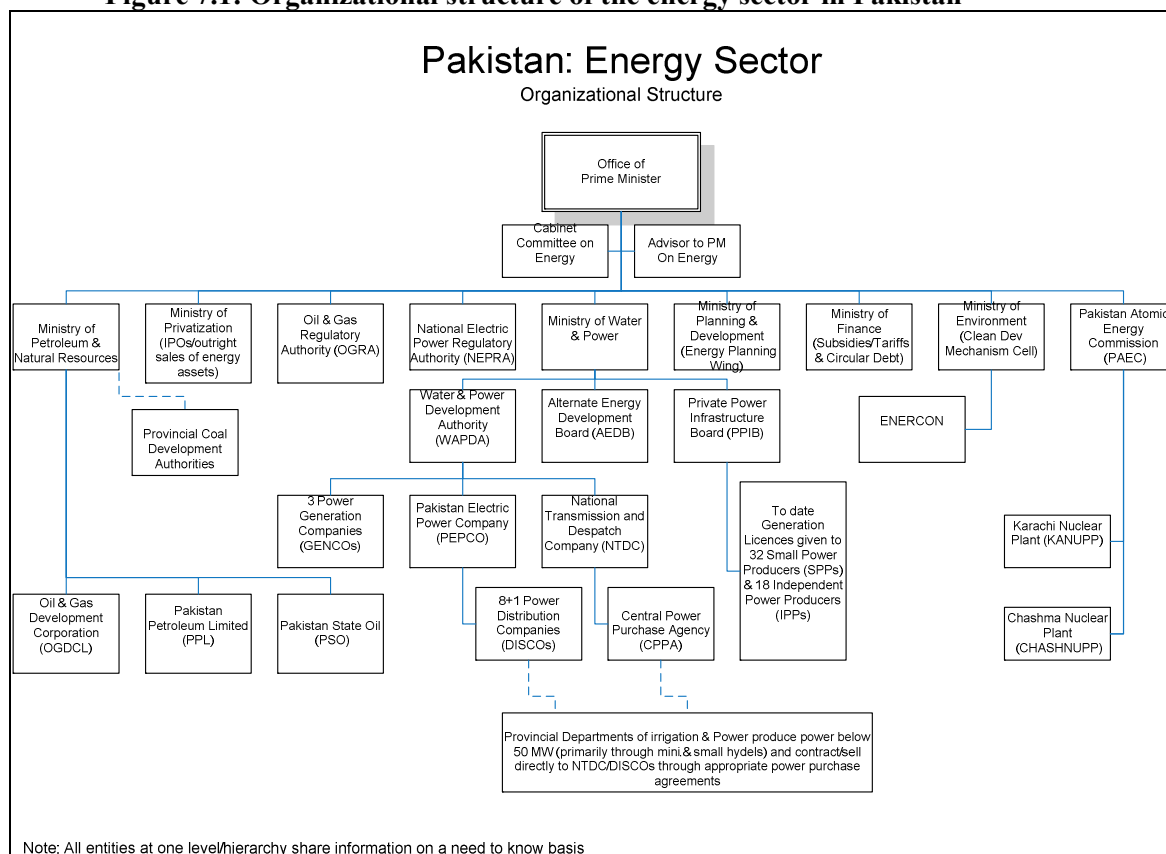 Figure 7.1: Organizational structure of the energy sector in Pakistan
Pakistan: Energy Sector
Organizational Structure
Office of
Prime Minister
Cabinet
Committee on
Energy
Advisor to PM
On Energy
Ministry of
Petroleum &
Natural Resources
Ministry of
Privatization
(IPOs/outright
sales of energy
assets)
Oil & Gas
Regulatory
Authority (OGRA)
National Electric
Power Regulatory
Authority (NEPRA)
Ministry of Water
& Power
Ministry of
Planning &
Development
(Energy Planning
Wing)
Ministry of
Finance
(Subsidies/Tariffs
& Circular Debt)
Ministry of
Environment
(Clean Dev
Mechanism Cell)
Pakistan Atomic
Energy
Commission
(PAEC)
Provincial Coal
Development
Authorities
Water & Power
Development
Authority
(WAPDA)
Alternate Energy
Development
Board (AEDB)
Private Power
Infrastructure
Board (PPIB)
ENERCON
3 Power
Generation
Companies
(GENCOs)
Pakistan Electric
Power Company
(PEPCO)
National
Transmission and
Despatch
Company (NTDC)
To date
Generation
Licences given to
32 Small Power
Producers (SPPs)
& 18 Independent
Power Producers
(IPPs)
Karachi Nuclear
Plant (KANUPP)
Oil & Gas
Development
Corporation
(OGDCL)
Pakistan
Petroleum Limited
(PPL)
Pakistan State Oil
(PSO)
8+1 Power
Distribution
Companies
(DISCOs)
Central Power
Purchase Agency
(CPPA)
Chashma Nuclear
Plant
(CHASHNUPP)
Provincial Departments of irrigation & Power produce power below
50 MW (primarily through mini.& small hydels) and contract/sell
directly to NTDC/DISCOs through appropriate power purchase
agreements
Note: All entities at one level/hierarchy share information on a need to know basis